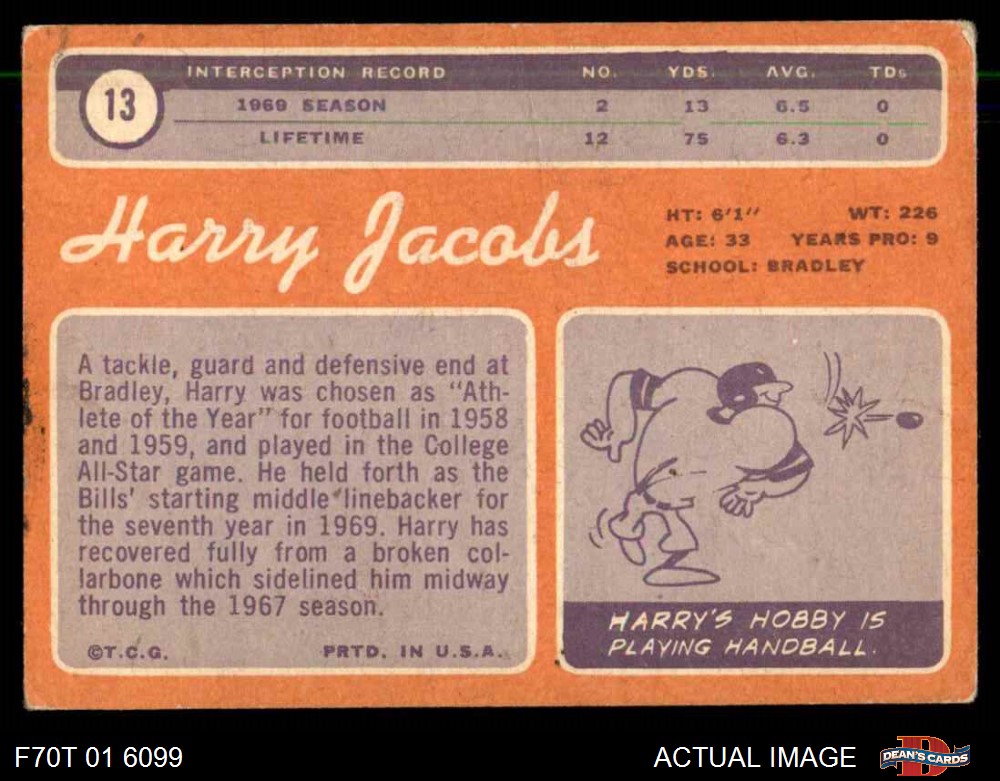 13
INTERCEPTION RECORD NO. YDS. AVG. TDs
1969 SEASON 2 13 6.5 0
LIFETIME 12 75 6.3 0
Harry Jacobs
HT: 6'1" WT: 226
AGE: 33 YEARS PRO: 9
SCHOOL: BRADLEY
A tackle, guard and defensive end at
Bradley, Harry was chosen as "Ath-
lete of the Year" for football in 1958
and 1959, and played in the College
All-Star game. He held forth as the
Bills' starting middle linebacker for
the seventh year in 1969. Harry has
recovered fully from a broken col-
larbone which sidelined him midway
through the 1967 season.
©T.C.G. PRTD. IN U.S.A.
HARRY'S HOBBY IS
PLAYING HANDBALL.
F70T 01 6099 ACTUAL IMAGE DEAN'S CARDS